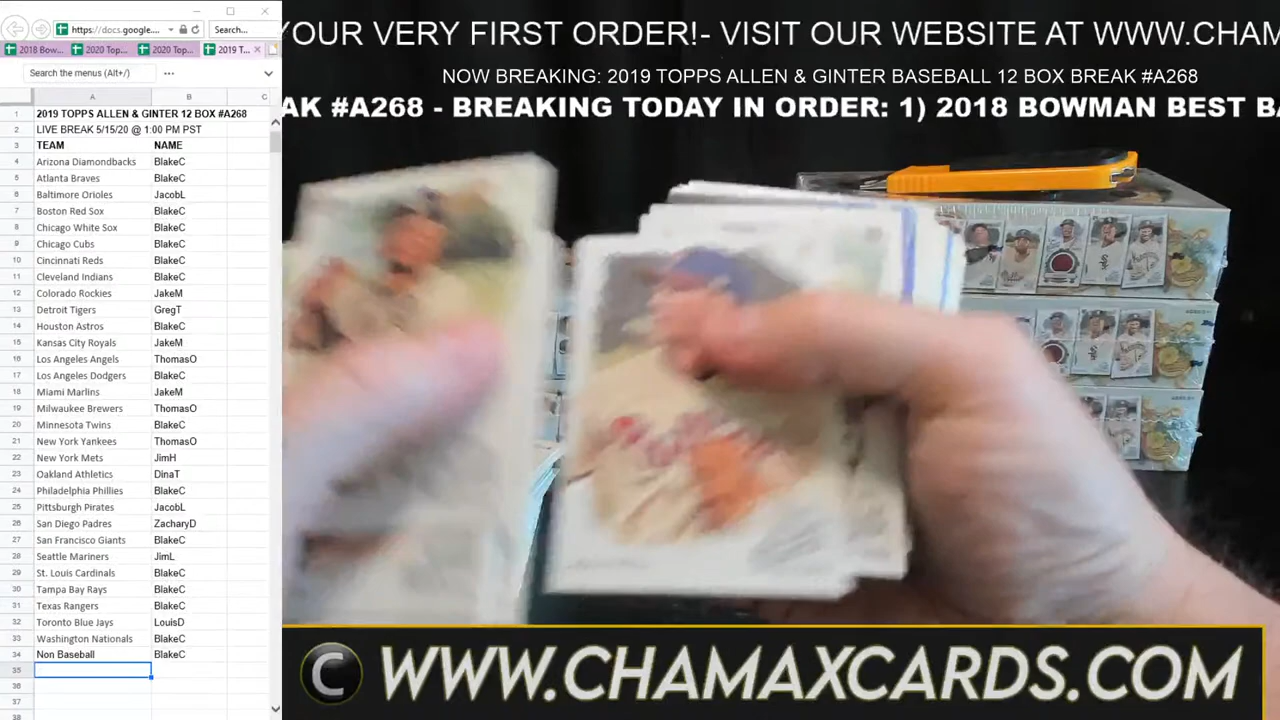 https://docs.google....
Search...
2018 Bow...
2020 Top...
2020 Top...
2019 T...
Search the menus (Alt+/)
A B C
1 2019 TOPPS ALLEN & GINTER 12 BOX #A268
2 LIVE BREAK 5/15/20 @ 1:00 PM PST
3 TEAM NAME
4 Arizona Diamondbacks BlakeC
5 Atlanta Braves BlakeC
6 Baltimore Orioles JacobL
7 Boston Red Sox BlakeC
8 Chicago White Sox BlakeC
9 Chicago Cubs BlakeC
10 Cincinnati Reds BlakeC
11 Cleveland Indians BlakeC
12 Colorado Rockies JakeM
13 Detroit Tigers GregT
14 Houston Astros BlakeC
15 Kansas City Royals JakeM
16 Los Angeles Angels ThomasO
17 Los Angeles Dodgers BlakeC
18 Miami Marlins JakeM
19 Milwaukee Brewers ThomasO
20 Minnesota Twins BlakeC
21 New York Yankees ThomasO
22 New York Mets JimH
23 Oakland Athletics DinaT
24 Philadelphia Phillies BlakeC
25 Pittsburgh Pirates JacobL
26 San Diego Padres ZacharyD
27 San Francisco Giants BlakeC
28 Seattle Mariners JimL
29 St. Louis Cardinals BlakeC
30 Tampa Bay Rays BlakeC
31 Texas Rangers BlakeC
32 Toronto Blue Jays LouisD
33 Washington Nationals BlakeC
34 Non Baseball BlakeC
35
36
37
38
YOUR VERY FIRST ORDER!- VISIT OUR WEBSITE AT WWW.CHAM
NOW BREAKING: 2019 TOPPS ALLEN & GINTER BASEBALL 12 BOX BREAK #A268
AK #A268 - BREAKING TODAY IN ORDER: 1) 2018 BOWMAN BEST BA
C WWW.CHAMAXCARDS.COM